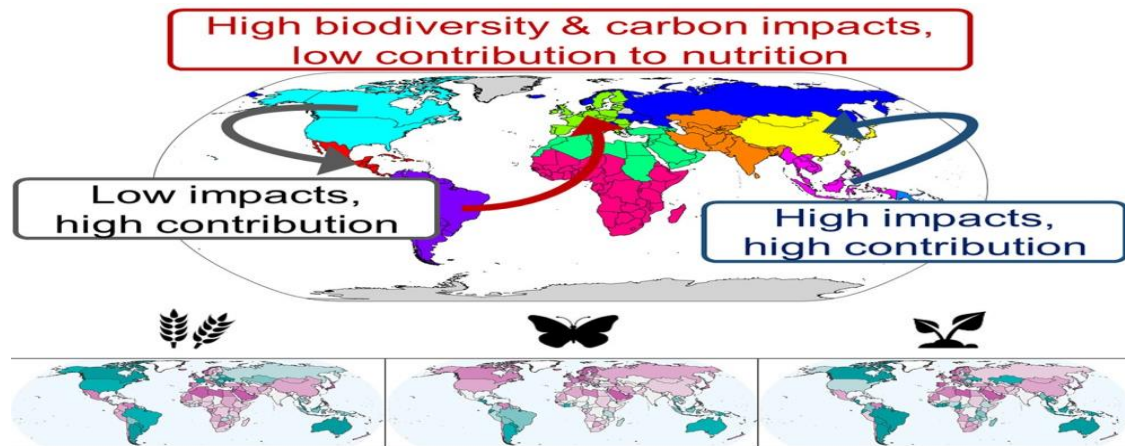 High biodiversity & carbon impacts,
low contribution to nutrition
Low impacts,
high contribution
High impacts,
high contribution